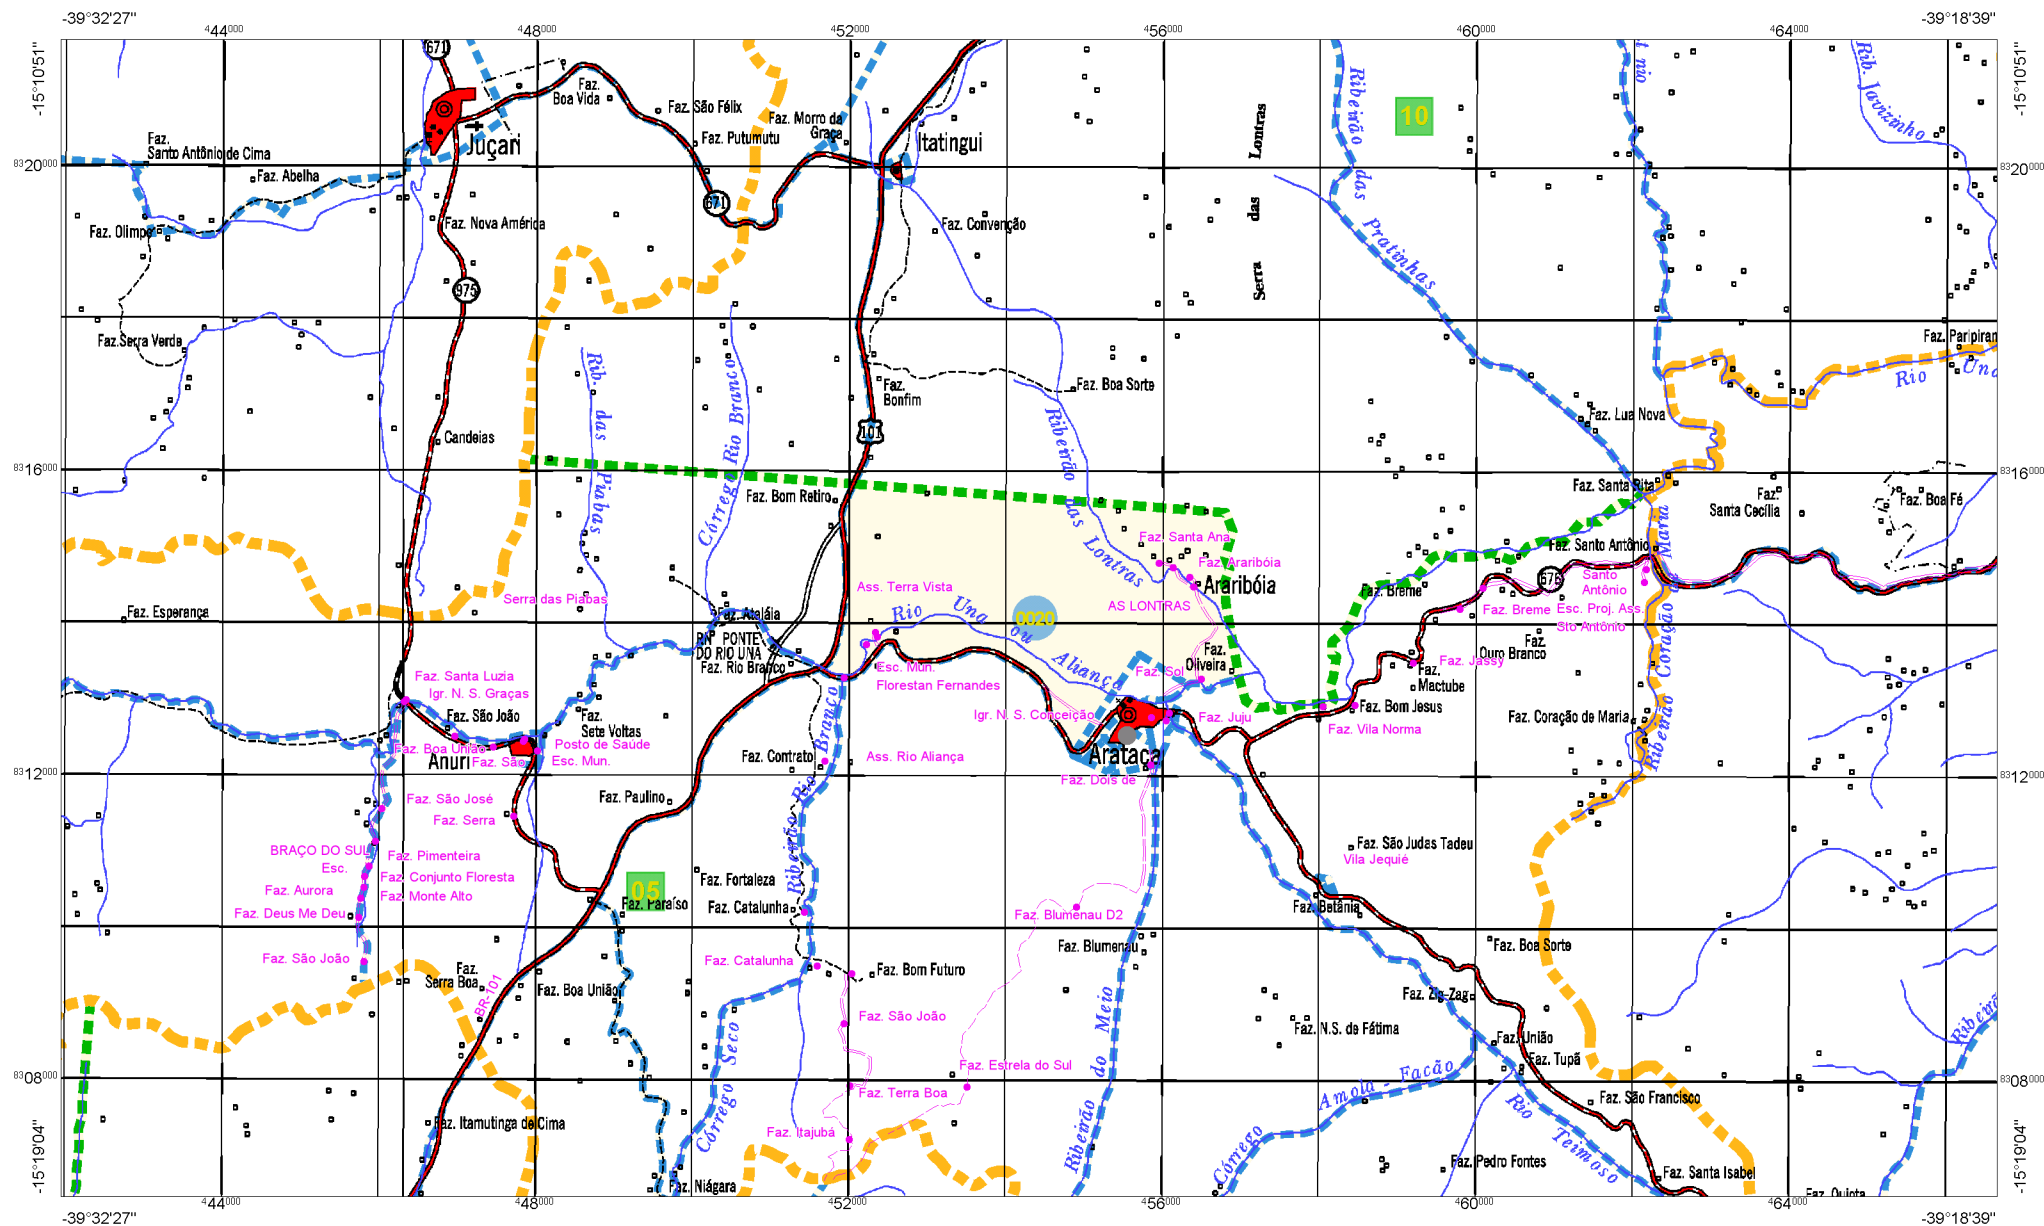 -39°32'27"
-39°18'39"
444000
448000
452000
456000
460000
464000
-15°10'51"
-15°10'51"
671
Faz.
Boa Vida
Faz. São Félix
Faz. Morro da
Graça
Faz. Putumutu
Itatingui
Juçari
10
Lontras
das
Serra
Ribeirão das
Pratinhas
Rib. Javizinho
Faz.
Santo Antônio de Cima
8320000
8320000
Faz. Abelha
671
Faz. Olimpo
Faz. Nova América
Faz. Convenção
975
Faz. Serra Verde
Faz. Paripiran
Rio Una
Rib. das Piabas
Córrego Rio Branco
Faz. Boa Sorte
Faz.
Bonfim
Faz. Lua Nova
Candeias
101
Ribeirão das Lontras
8316000
8316000
Faz. Santa Rita
Faz. Bom Retiro
Faz.
Santa Cecília
Faz. Boa Fé
Faz. Santa Ana
Faz. Santo Antônio
Faz. Araribóia
Araribóia
Ass. Terra Vista
AS LONTRAS
Serra das Piabas
Faz. Breme
Santo
Antônio
Faz. Breme
Esc. Proj. Ass.
Sto Antônio
Faz. Esperança
Faz. Ataláia
Rio Una ou Aliança
0020
RN PONTE
DO RIO UNA
Faz. Rio Branco
Faz.
Ouro Branco
Faz. Jassy
Faz.
Mactube
Faz.
Oliveira
Faz. Sol
Esc. Mun.
Florestan Fernandes
Faz. Santa Luzia
Igr. N. S. Graças
Faz. São João
Faz.
Sete Voltas
Igr. N. S. Conceição
Faz. Juju
Faz. Bom Jesus
Faz. Coração de Maria
Faz. Vila Norma
Faz. Boa União
Posto de Saúde
Esc. Mun.
Anuri
Faz. São
Faz. Contrato
Ass. Rio Aliança
Arataca
Faz. Dois de
8312000
8312000
Faz. São José
Faz. Serra
Faz. Paulino
BRAÇO DO SUL
Esc.
Faz. Pimenteira
Faz. Conjunto Floresta
Faz. Aurora
Faz. Monte Alto
Faz. Deus Me Deu
Faz. São Judas Tadeu
Vila Jequié
05
Faz. Fortaleza
Faz. Paraíso
Faz. Catalunha
Ribeirão Rio Branco
Faz. Blumenau D2
Faz. Betânia
Faz. São João
Faz. Blumenau
Faz. Boa Sorte
Faz. Catalunha
Faz. Bom Futuro
Faz.
Serra Boa
Faz. Boa União
BR-101
Faz. Zig-Zag
Faz. São João
Faz. N.S. de Fátima
Faz. União
Faz. Tupã
Córrego Seco
Faz. Estrela do Sul
8308000
8308000
Faz. Terra Boa
Ribeirão do Meio
Córrego Amola - Facão
Rio Teimoso
Faz. São Francisco
Faz. Itamutinga de Cima
Faz. Itajubá
Faz. Pedro Fontes
Faz. Santa Isabel
Faz. Niágara
Faz. Quipta
-15°19'04"
-15°19'04"
444000
448000
452000
456000
460000
464000
-39°32'27"
-39°18'39"